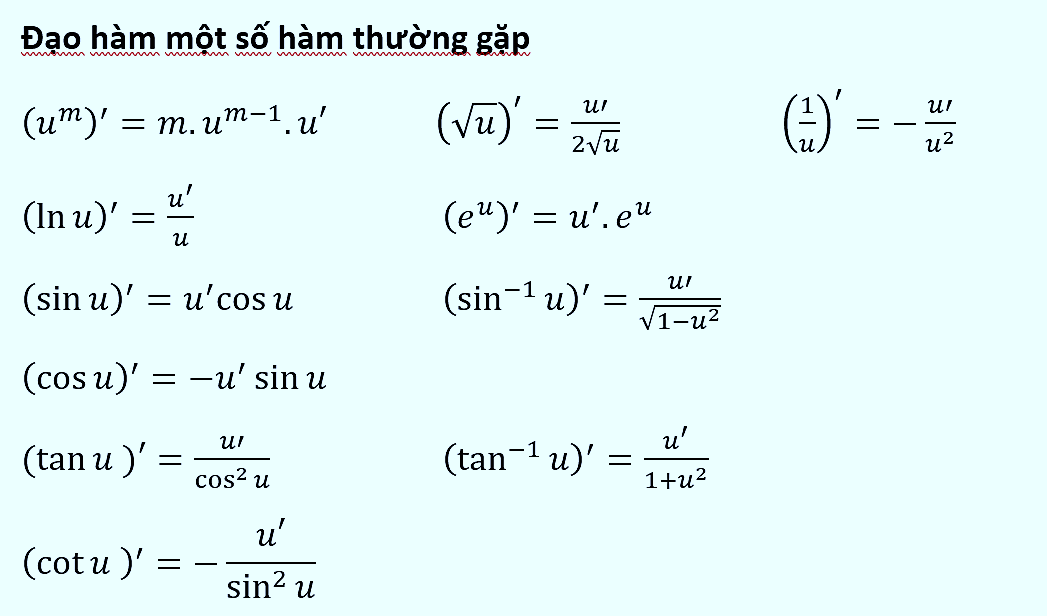 Đạo hàm một số hàm thường gặp
(u^m)′ = m.u^{m−1}.u′ (√u)′ = u′/(2√u) (1/u)′ = − u′/u²
(ln u)′ = u′/u (e^u)′ = u′.e^u
(sin u)′ = u′cos u (sin⁻¹ u)′ = u′/√(1−u²)
(cos u)′ = −u′ sin u
(tan u )′ = u′/cos² u (tan⁻¹ u)′ = u′/(1+u²)
(cot u )′ = − u′/sin² u